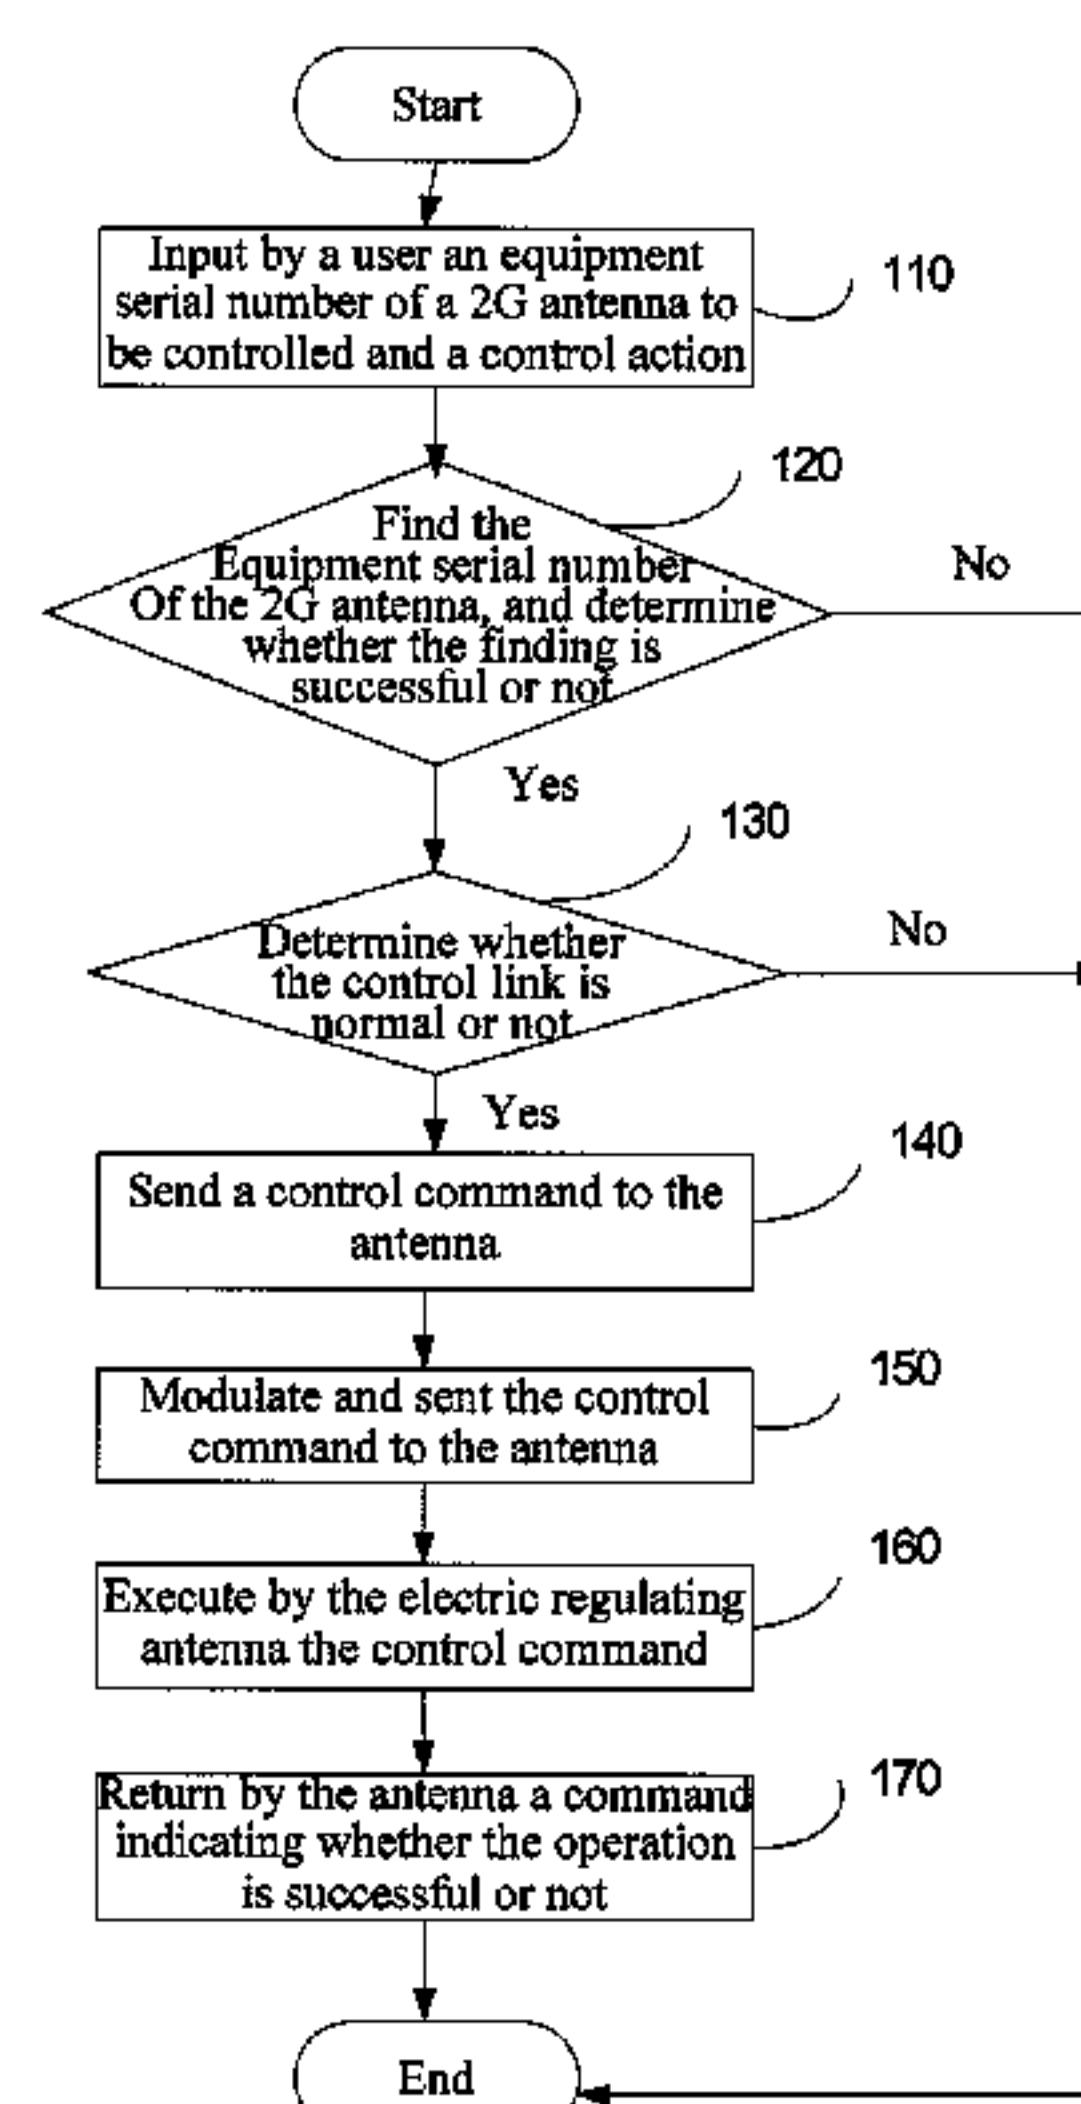 Start
Input by a user an equipment
serial number of a 2G antenna to
be controlled and a control action
110
120
Find the
Equipment serial number
Of the 2G antenna, and determine
whether the finding is
successful or not
No
Yes
130
Determine whether
the control link is
normal or not
No
Yes
140
Send a control command to the
antenna
150
Modulate and sent the control
command to the antenna
160
Execute by the electric regulating
antenna the control command
170
Return by the antenna a command
indicating whether the operation
is successful or not
End